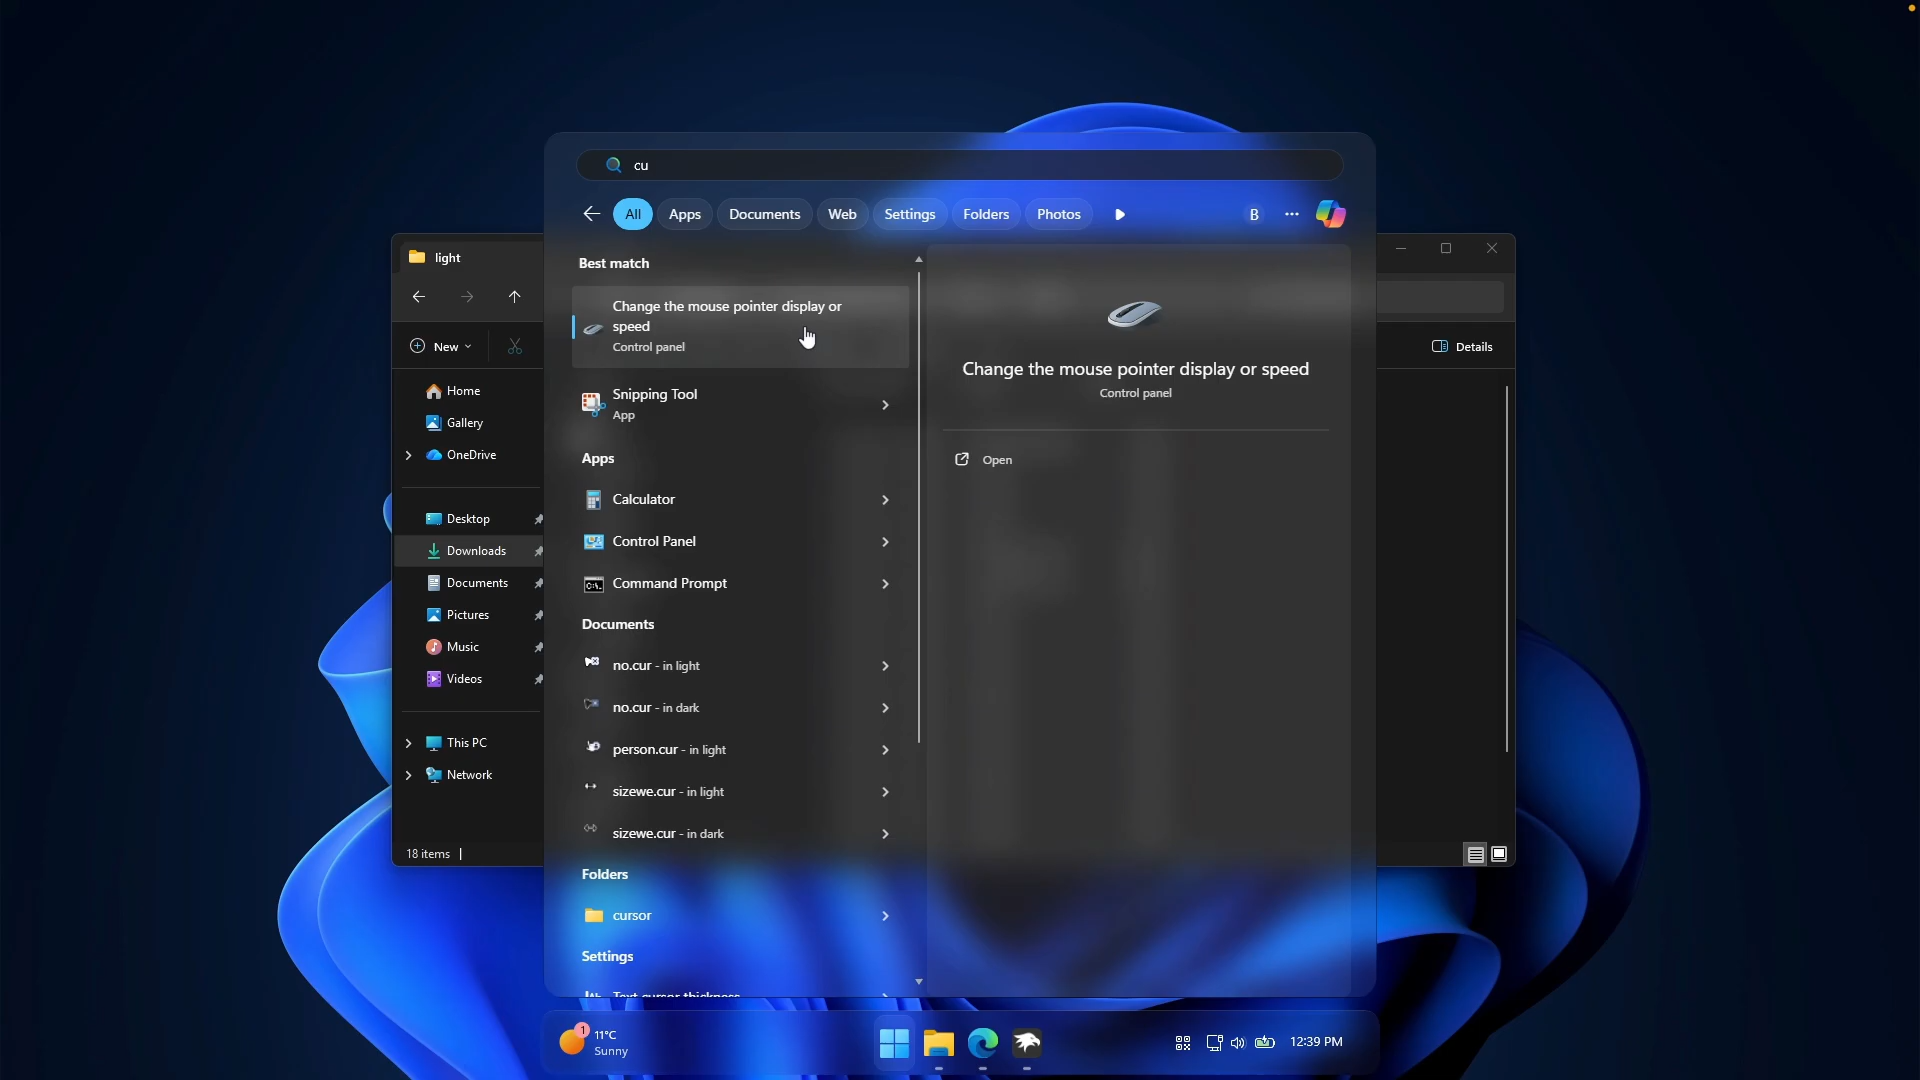 cu
All
Apps
Documents
Web
Settings
Folders
Photos
B
light
Best match
Change the mouse pointer display or
speed
Control panel
Change the mouse pointer display or speed
Control panel
Open
New
Details
Home
Gallery
OneDrive
Desktop
Downloads
Documents
Pictures
Music
Videos
This PC
Network
18 items
Snipping Tool
App
Apps
Calculator
Control Panel
Command Prompt
Documents
no.cur - in light
no.cur - in dark
person.cur - in light
sizewe.cur - in light
sizewe.cur - in dark
Folders
cursor
Settings
Text cursor thickness
1
11°C
Sunny
12:39 PM